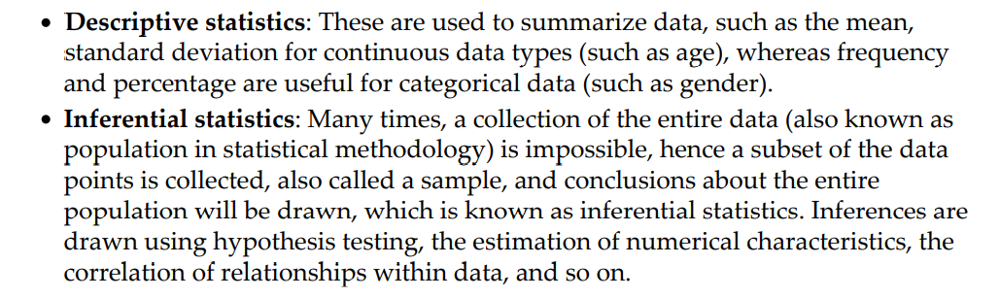 • Descriptive statistics: These are used to summarize data, such as the mean,
standard deviation for continuous data types (such as age), whereas frequency
and percentage are useful for categorical data (such as gender).
• Inferential statistics: Many times, a collection of the entire data (also known as
population in statistical methodology) is impossible, hence a subset of the data
points is collected, also called a sample, and conclusions about the entire
population will be drawn, which is known as inferential statistics. Inferences are
drawn using hypothesis testing, the estimation of numerical characteristics, the
correlation of relationships within data, and so on.